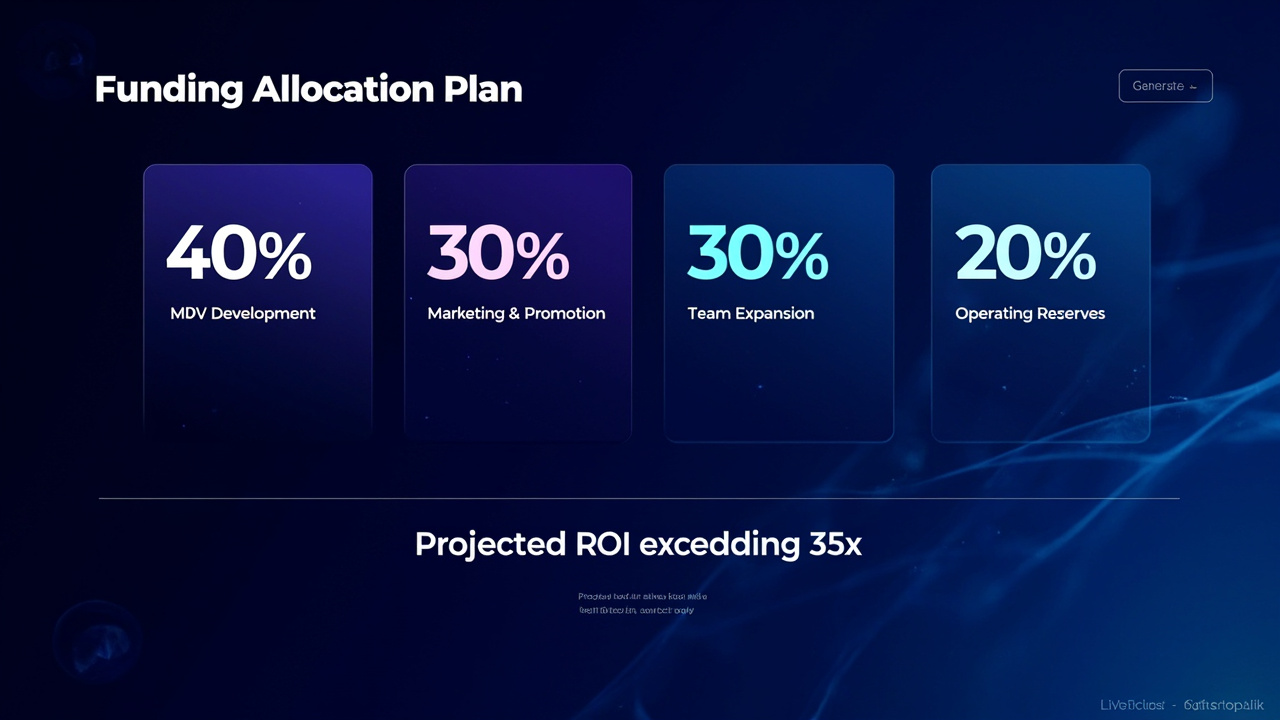 Funding Allocation Plan
Generste
40%
MDV Development
30%
Marketing & Promotion
30%
Team Expansion
20%
Operating Reserves
Projected ROI excedding 35x